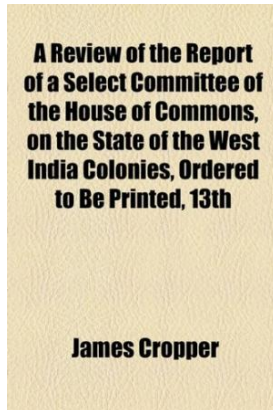 A Review of the Report
of a Select Committee of
the House of Commons,
on the State of the West
India Colonies, Ordered
to Be Printed, 13th
James Cropper